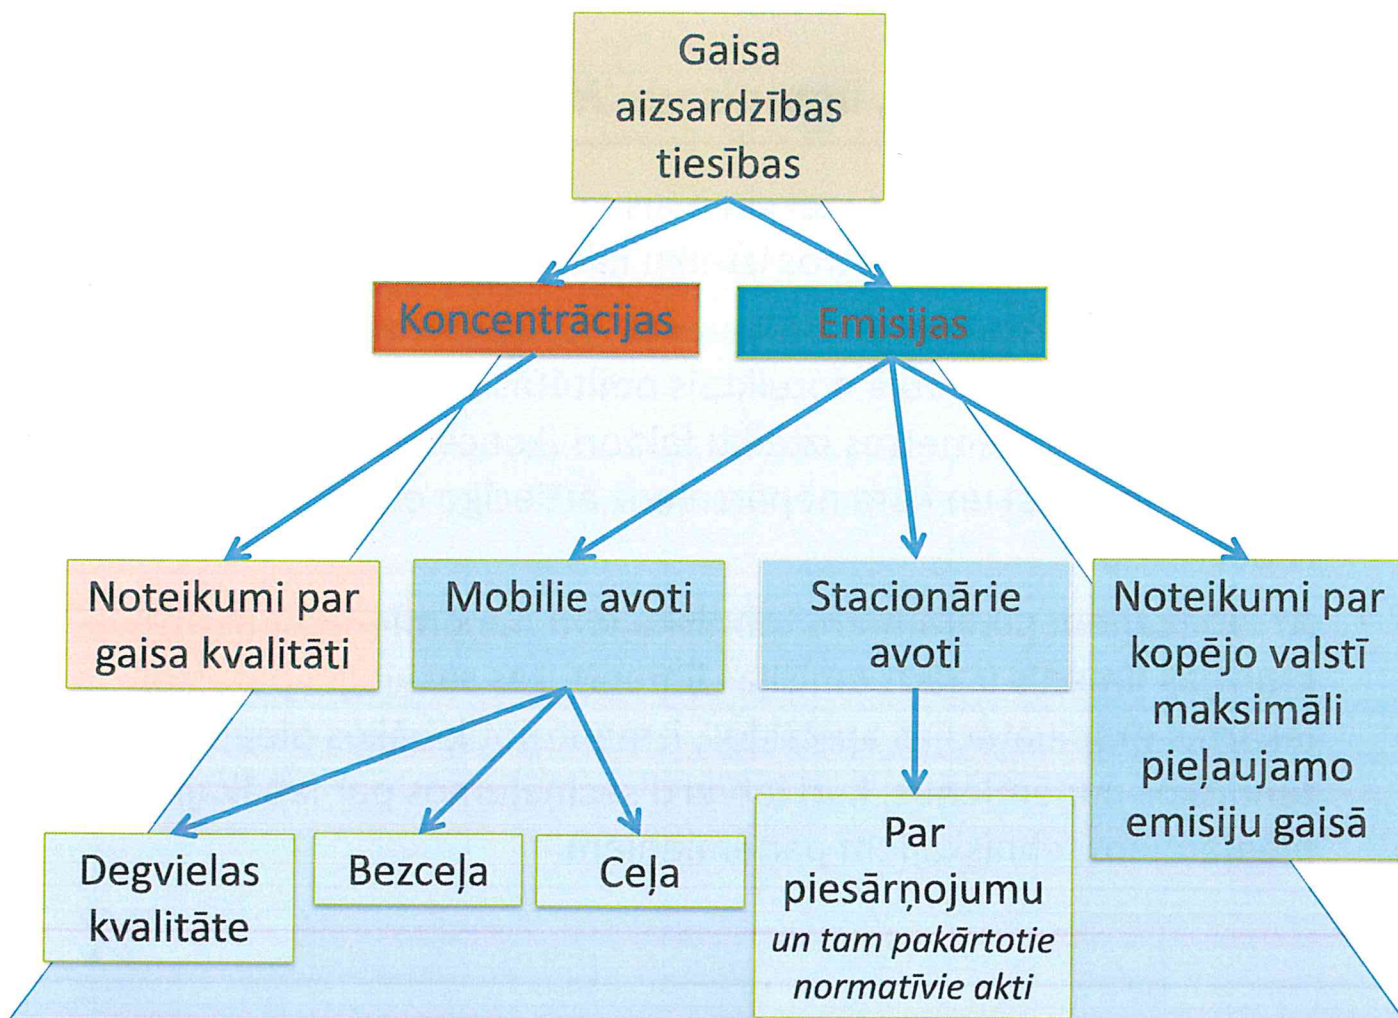 Gaisa
aizsardzības
tiesības
Koncentrācijas
Emisijas
Noteikumi par
gaisa kvalitāti
Mobilie avoti
Stacionārie
avoti
Noteikumi par
kopējo valstī
maksimāli
pieļaujamo
emisiju gaisā
Degvielas
kvalitāte
Bezceļa
Ceļa
Par
piesārņojumu
un tam pakārtotie
normatīvie akti